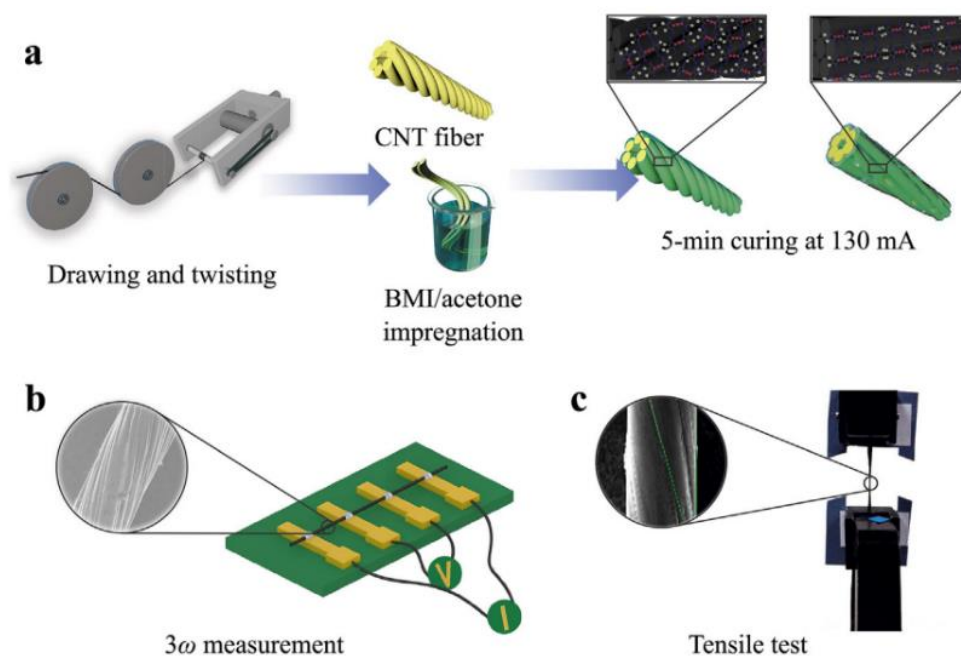 a
CNT fiber
Drawing and twisting
BMI/acetone
impregnation
5-min curing at 130 mA
b
V
I
3ω measurement
c
Tensile test